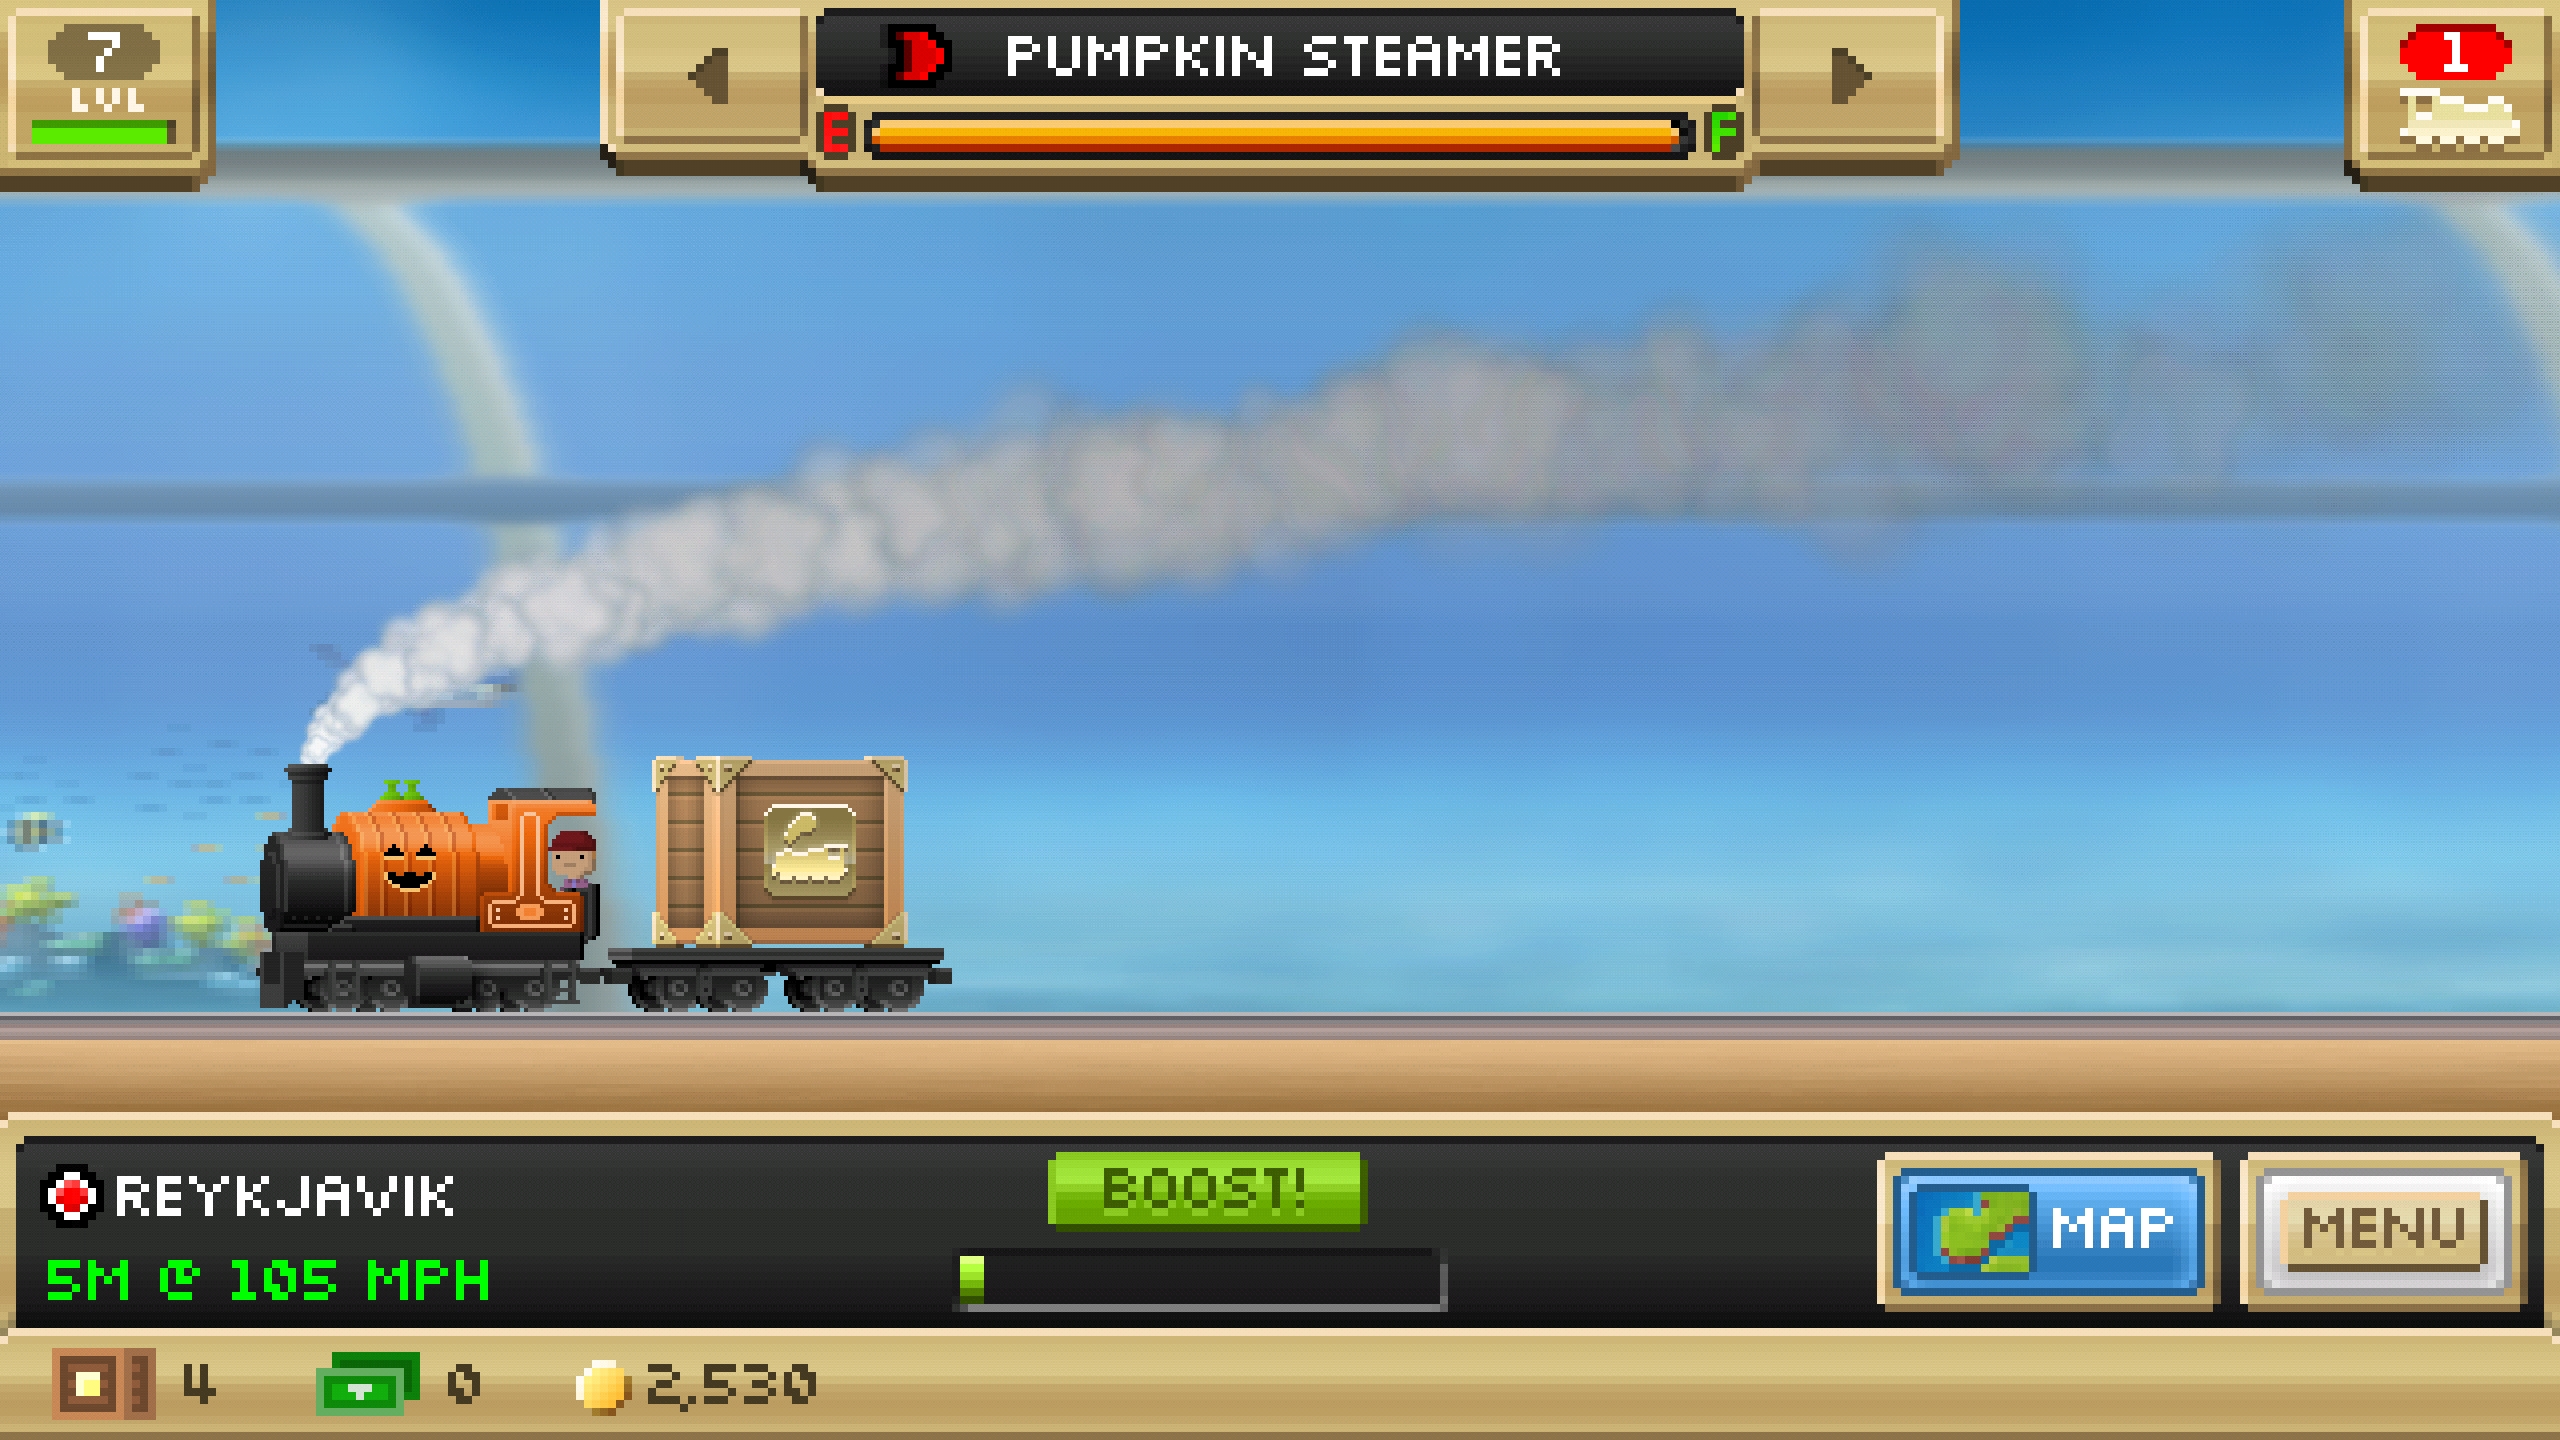 7
LVL
PUMPKIN STEAMER
E F
1
REYKJAVIK
5M @ 105 MPH
BOOST!
MAP
MENU
4
0
2,530